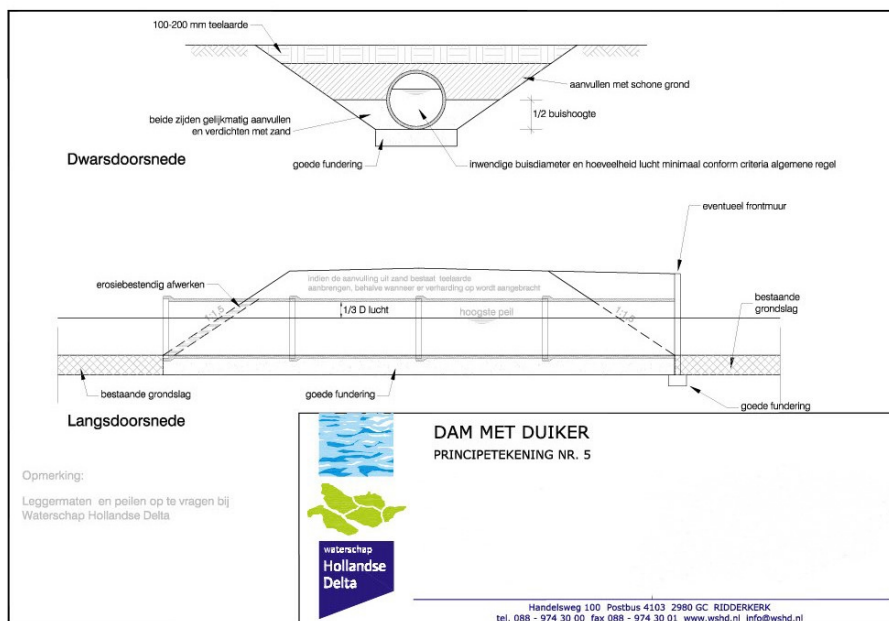 100-200 mm teelaarde
aanvullen met schone grond
beide zijden gelijkmatig aanvullen
en verdichten met zand
1/2 buishoogte
goede fundering
inwendige buisdiameter en hoeveelheid lucht minimaal conform criteria algemene regel
Dwarsdoorsnede
eventueel frontmuur
erosiebestendig afwerken
indien de aanvulling uit zand bestaat teelaarde
aanbrengen, behalve wanneer er verharding op wordt aangebracht
1:1,5
1/3 D lucht
hoogste peil
1:1,5
bestaande
grondslag
bestaande grondslag
goede fundering
goede fundering
Langsdoorsnede
Opmerking:
Leggermaten en peilen op te vragen bij
Waterschap Hollandse Delta
DAM MET DUIKER
PRINCIPETEKENING NR. 5
waterschap
Hollandse
Delta
Handelsweg 100 Postbus 4103 2980 GC RIDDERKERK
tel. 088 - 974 30 00 fax 088 - 974 30 01 www.wshd.nl info@wshd.nl